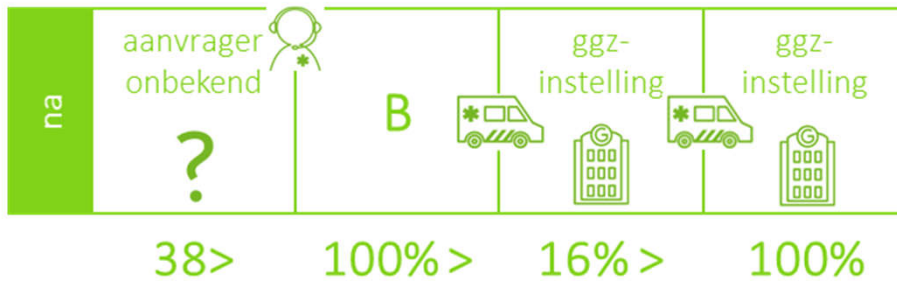 na
aanvrager
onbekend
?
B
ggz-
instelling
G
ggz-
instelling
G
38>
100% >
16% >
100%